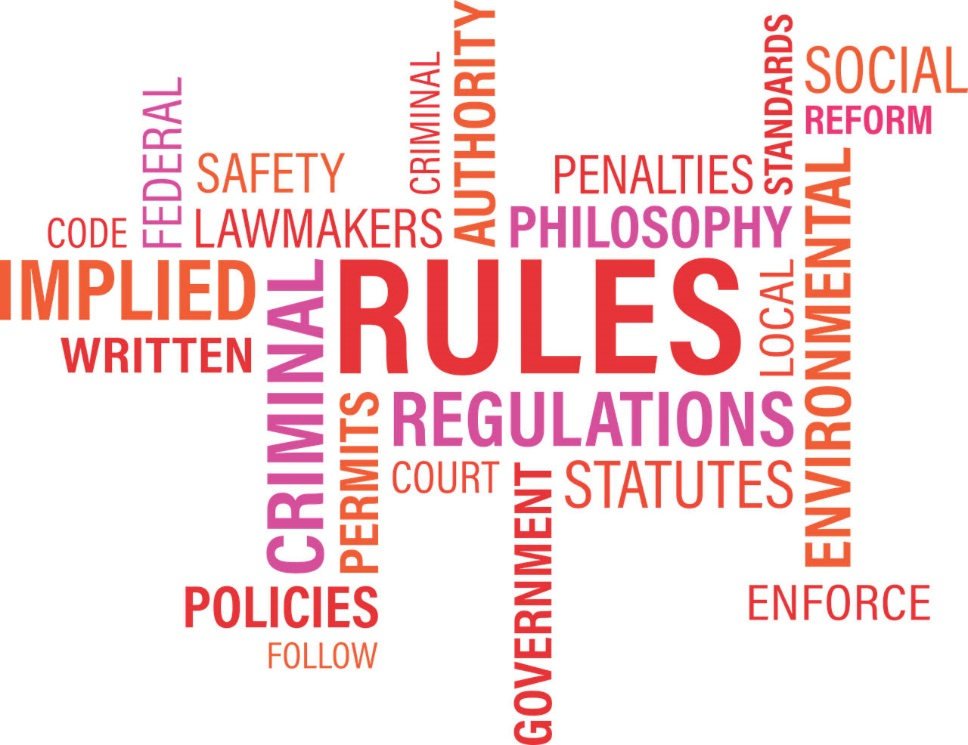 STANDARDS
SOCIAL
REFORM
AUTHORITY
CRIMINAL
FEDERAL
SAFETY
PENALTIES
CODE
LAWMAKERS
PHILOSOPHY
ENVIRONMENTAL
IMPLIED
CRIMINAL
RULES
LOCAL
WRITTEN
PERMITS
REGULATIONS
COURT
STATUTES
GOVERNMENT
POLICIES
ENFORCE
FOLLOW